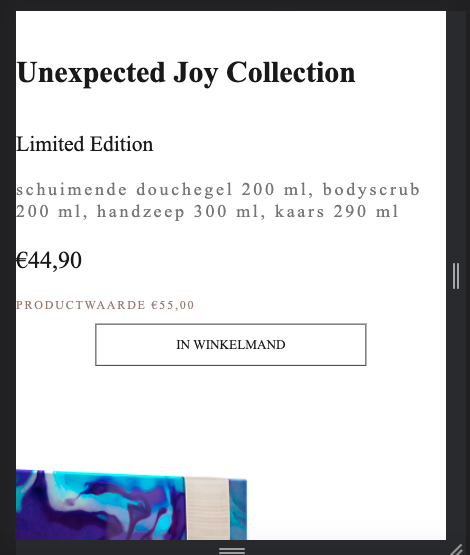 Unexpected Joy Collection
Limited Edition
schuimende douchegel 200 ml, bodyscrub
200 ml, handzeep 300 ml, kaars 290 ml
€44,90
PRODUCTWAARDE €55,00
IN WINKELMAND